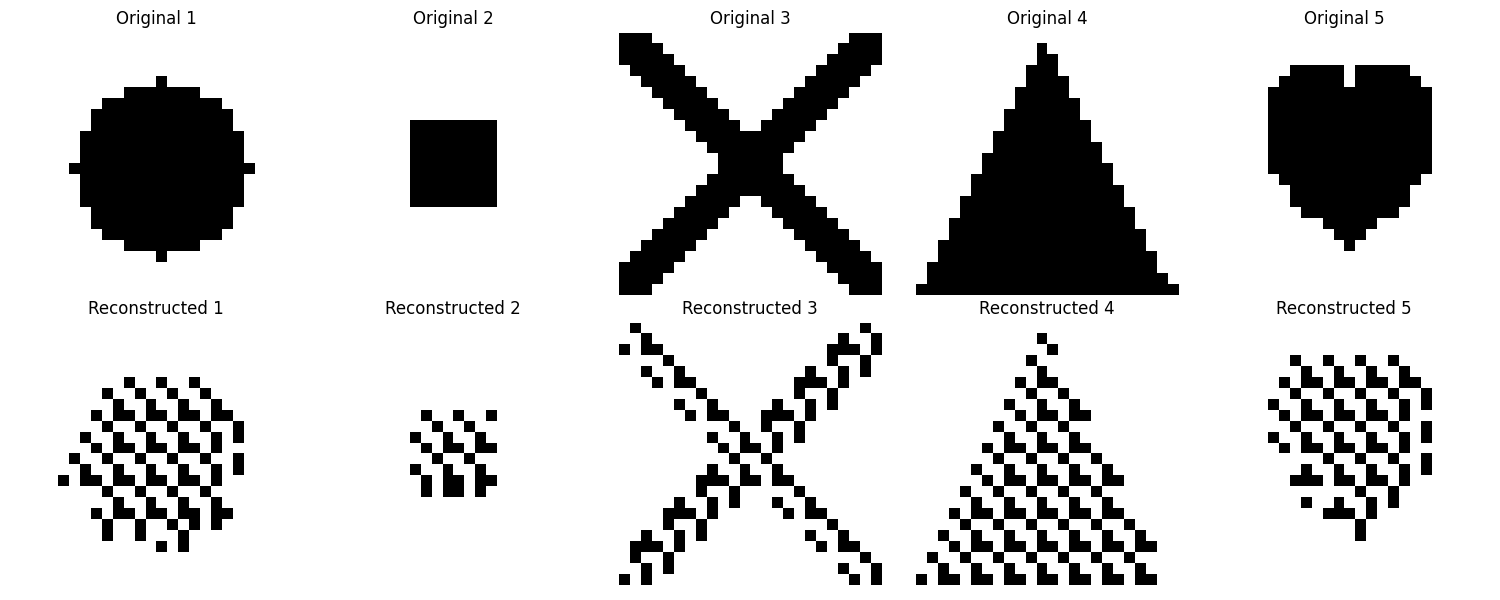 Original 1
Original 2
Original 3
Original 4
Original 5
Reconstructed 1
Reconstructed 2
Reconstructed 3
Reconstructed 4
Reconstructed 5